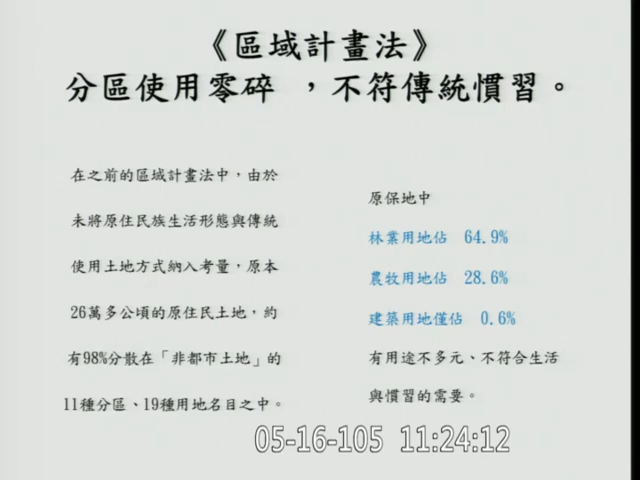 《區域計畫法》
分區使用零碎 ，不符傳統慣習。
在之前的區域計畫法中，由於
未將原住民族生活形態與傳統
使用土地方式納入考量，原本
26萬多公頃的原住民土地，約
有98%分散在「非都市土地」的
11種分區、19種用地名目之中。
原保地中
林業用地佔 64.9%
農牧用地佔 28.6%
建築用地僅佔 0.6%
有用途不多元、不符合生活
與慣習的需要。
05-16-105 11:24:12